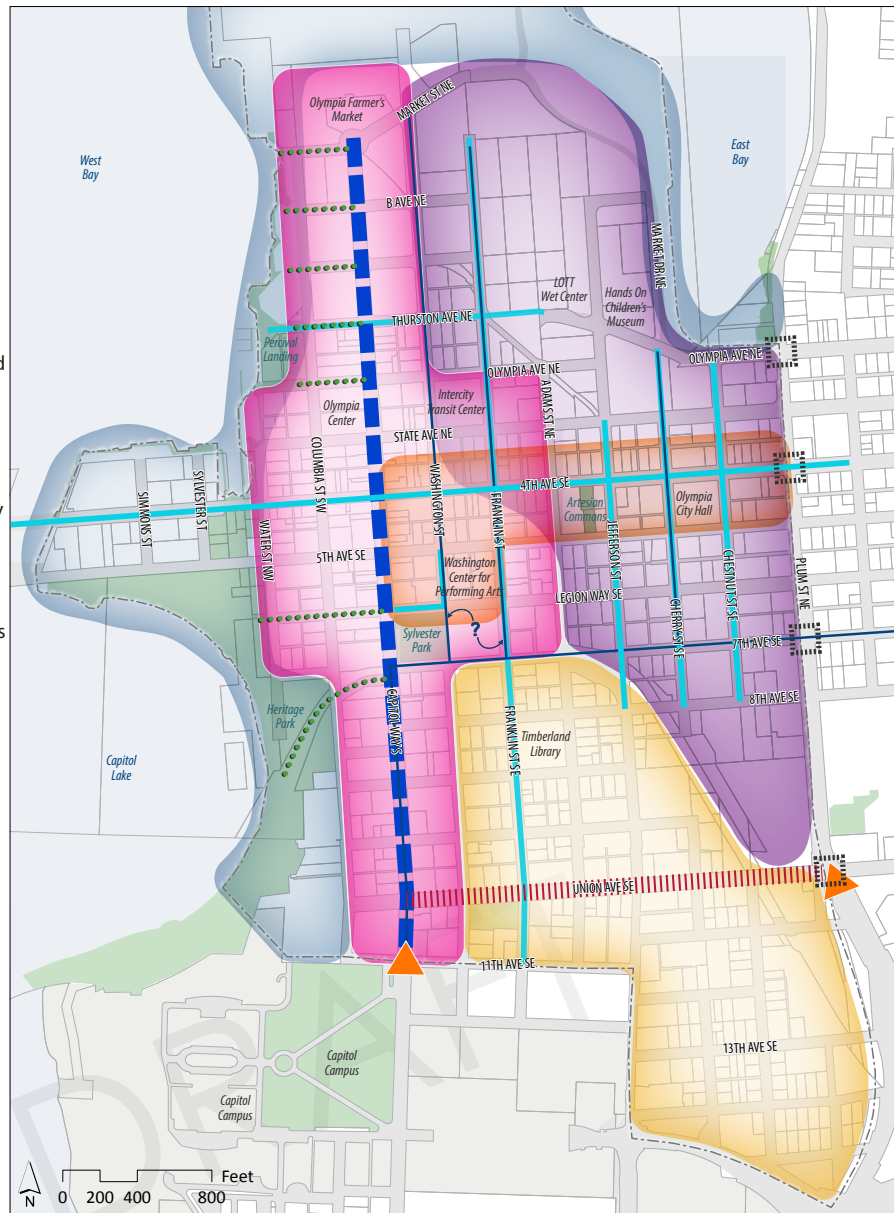 Olympia Farmer's
Market
MARKET ST NE
West
Bay
East
Bay
B AVE NE
MARKET DR NE
LOTT
Wet Center
Hands On
Children's
Museum
THURSTON AVE NE
Percival
Landing
OLYMPIA AVE NE
d
OLYMPIA AVE NE
ADAMS ST NE
Intercity
Transit Center
Olympia
Center
STATE AVE NE
COLUMBIA ST SW
WASHINGTON ST
SYLVESTER ST
SIMMONS ST
4TH AVE SE
FRANKLIN ST
Artesian
Commons
Olympia
City Hall
y
WATER ST NW
JEFFERSON ST
5TH AVE SE
Washington
Center for
Performing Arts
CHESTNUT ST SE
PLUM ST NE
LEGION WAY SE
CHERRY ST SE
s
Sylvester
Park
?
7TH AVE SE
8TH AVE SE
CAPITOL WAY S
Heritage
Park
FRANKLIN ST SE
Timberland
Library
Capitol
Lake
UNION AVE SE
11TH AVE SE
13TH AVE SE
Capitol
Campus
Capitol
Campus
DRAFT
Feet
N
0 200 400 800